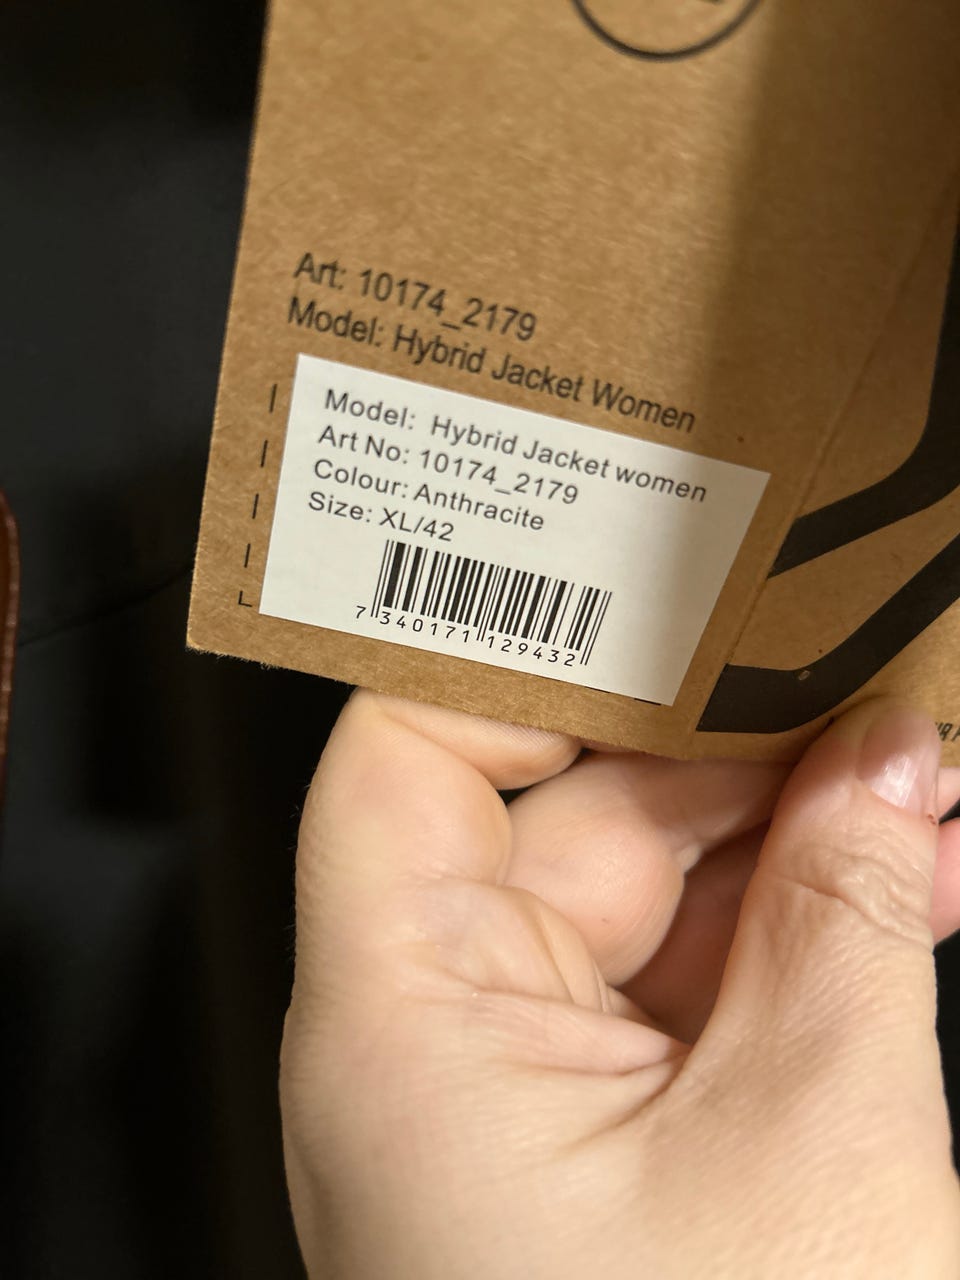 Art: 10174_2179
Model: Hybrid Jacket Women
Model: Hybrid Jacket women
Art No: 10174_2179
Colour: Anthracite
Size: XL/42
7 340171 129432